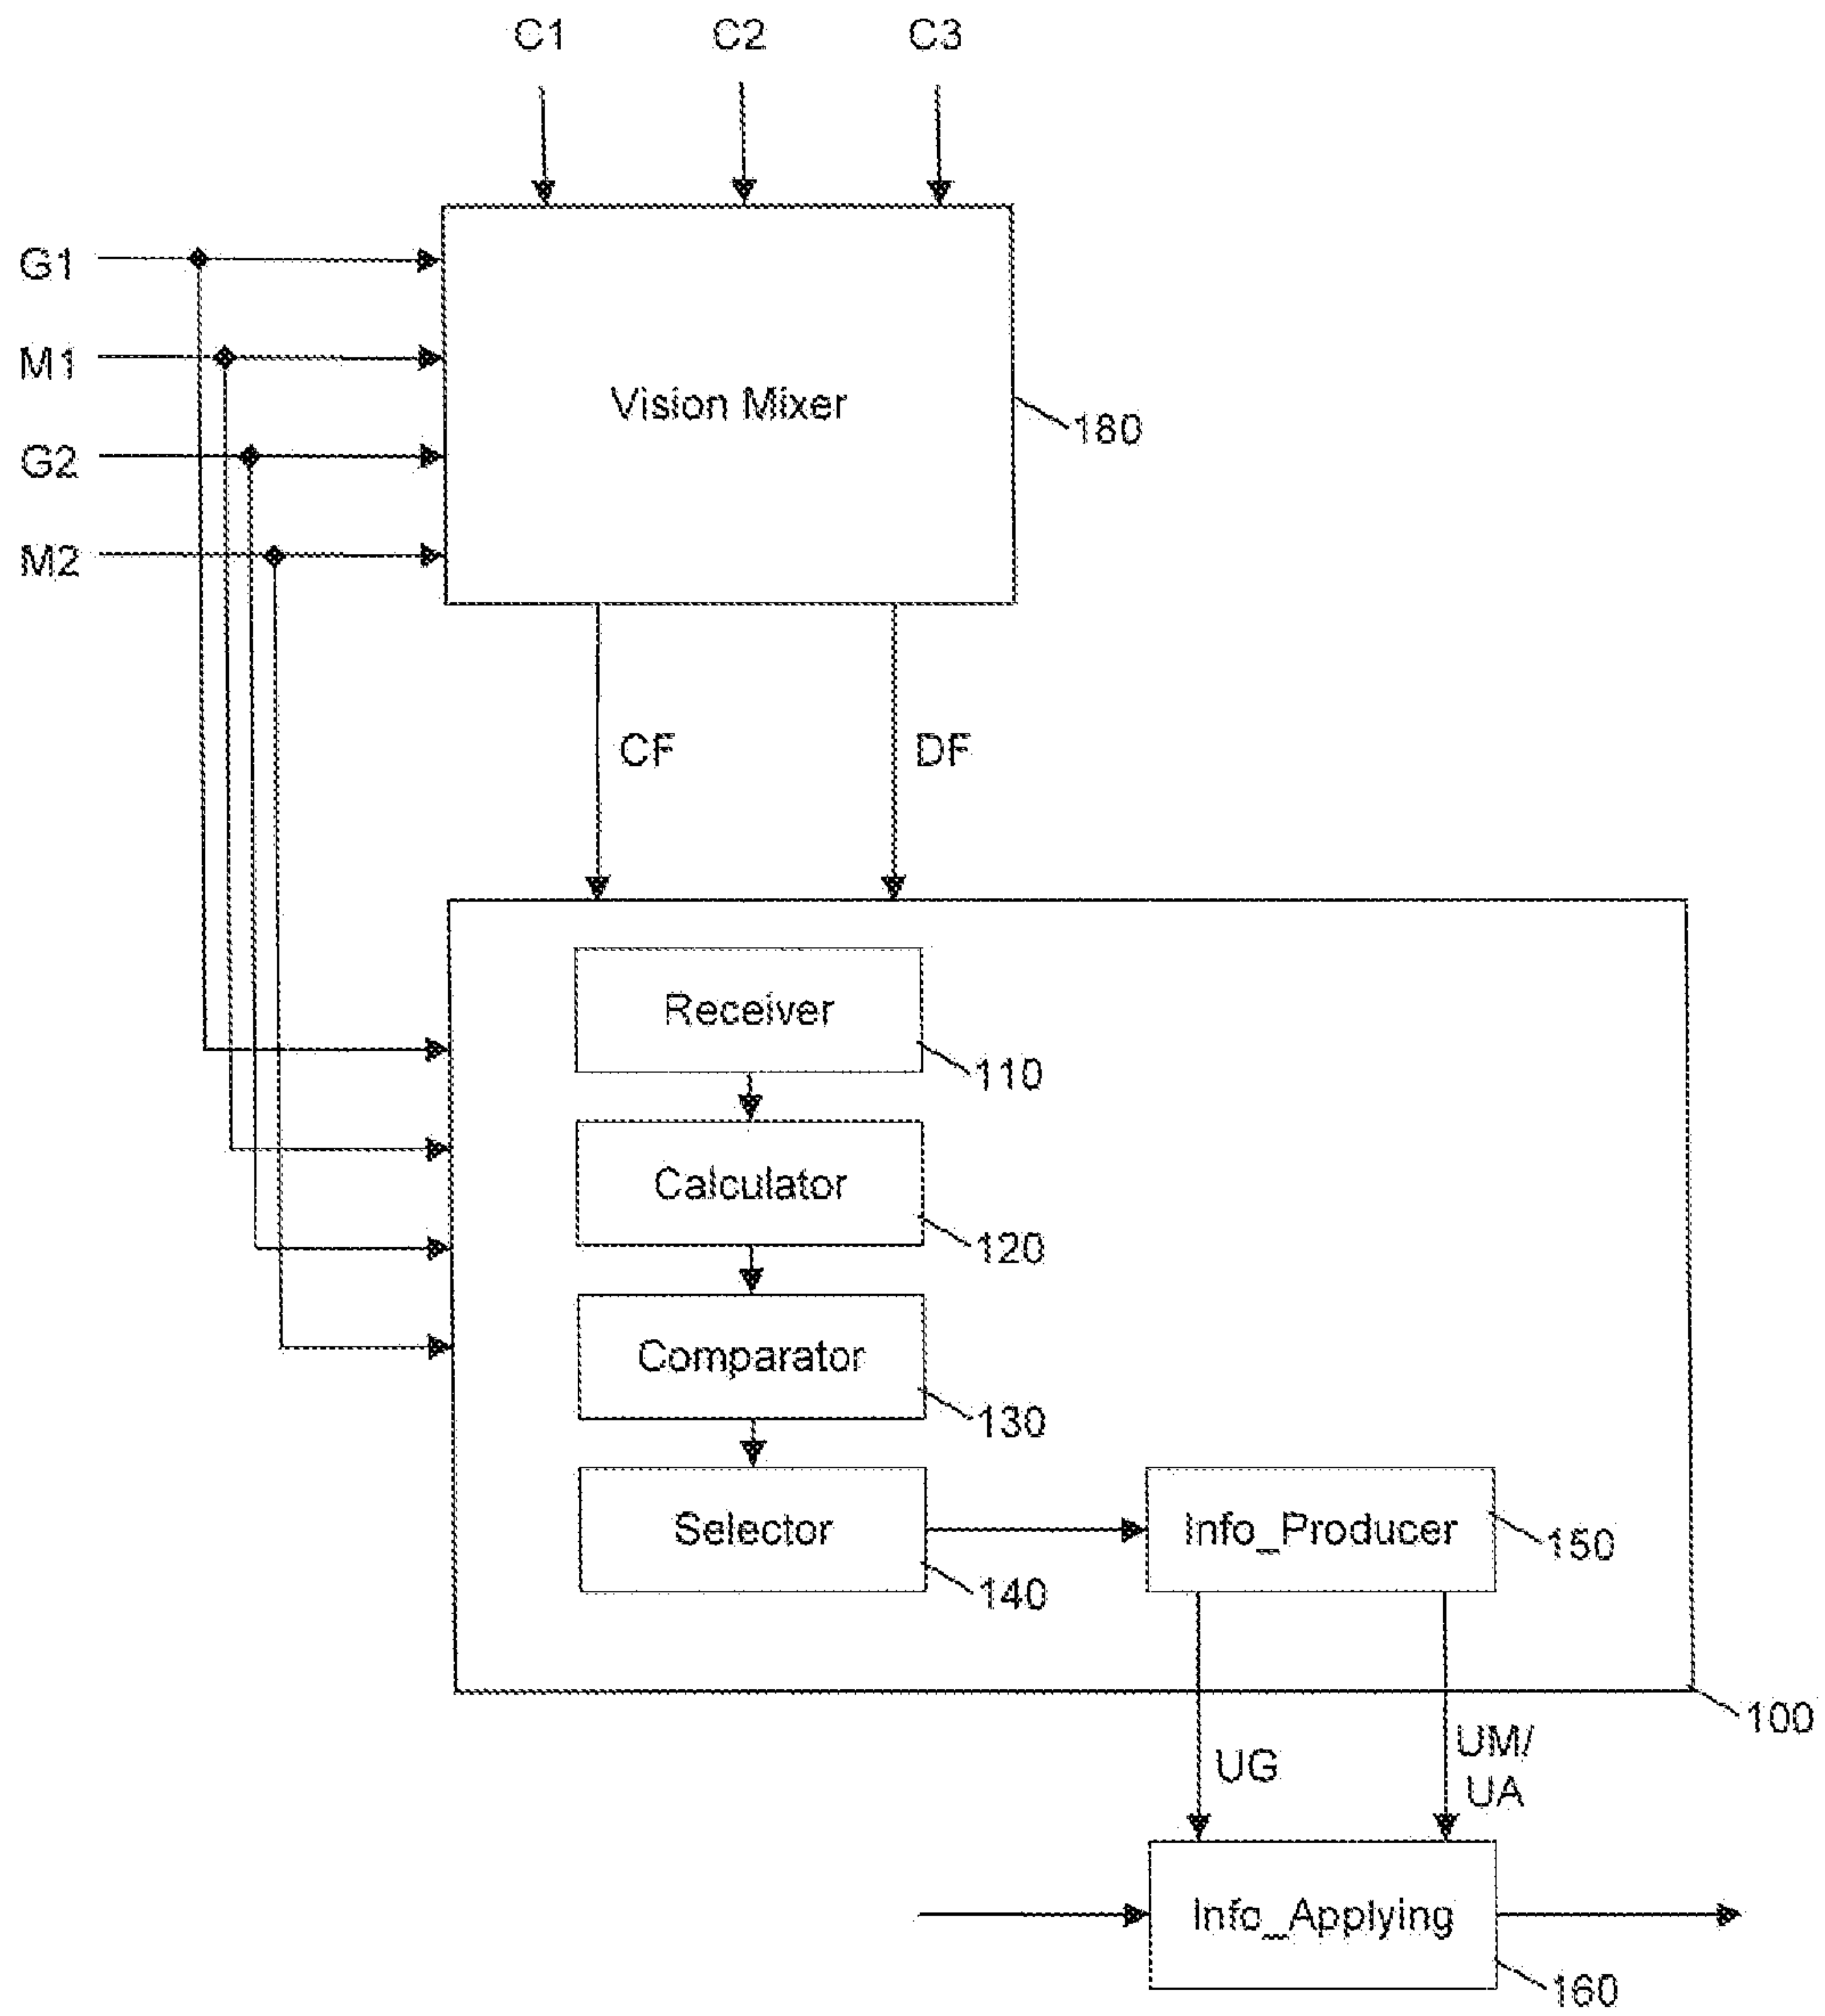 C1 C2 C3
G1
M1
Vision Mixer
180
G2
M2
CF DF
Receiver
110
Calculator
120
Comparator
130
Selector
140
Info_Producer
150
100
UG
UM/
UA
Info_Applying
160